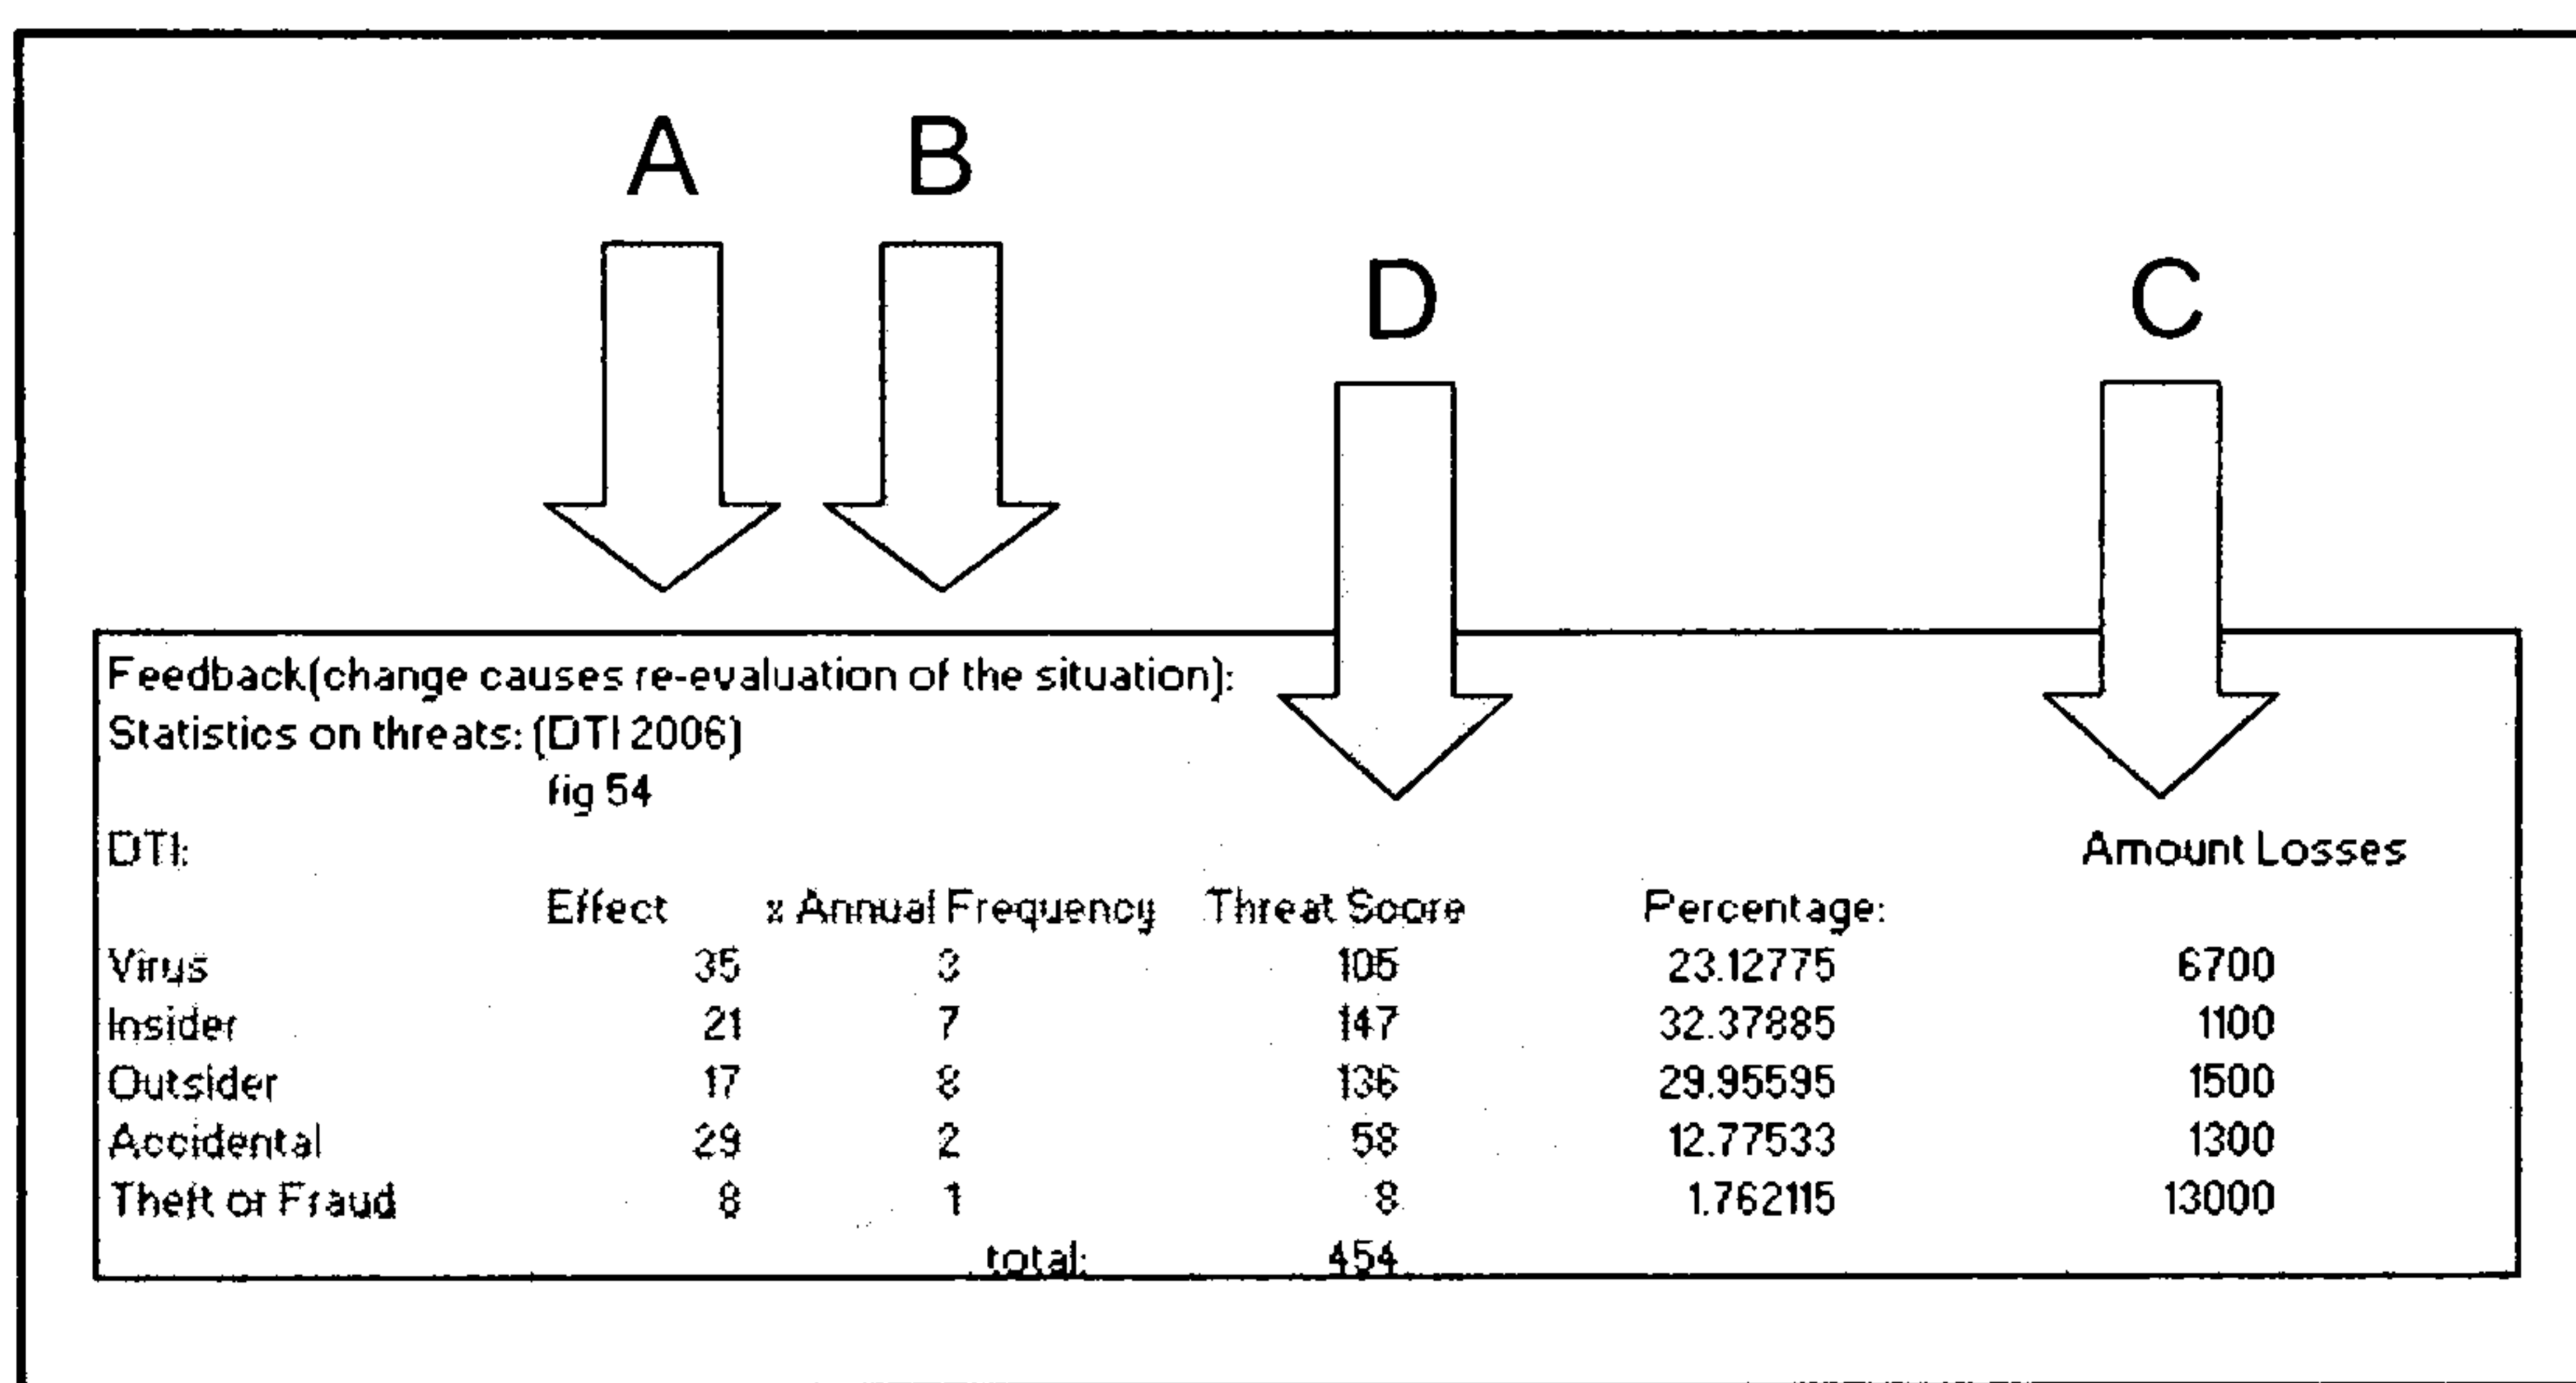 A B
D C
Feedback(change causes re-evaluation of the situation):
Statistics on threats: (DTI 2006)
fig 54
DTI: Amount Losses
Effect x Annual Frequency Threat Score Percentage:
Virus 35 3 105 23.12775 6700
Insider 21 7 147 32.37885 1100
Outsider 17 8 136 29.95595 1500
Accidental 29 2 58 12.77533 1300
Theft or Fraud 8 1 8 1.762115 13000
total: 454